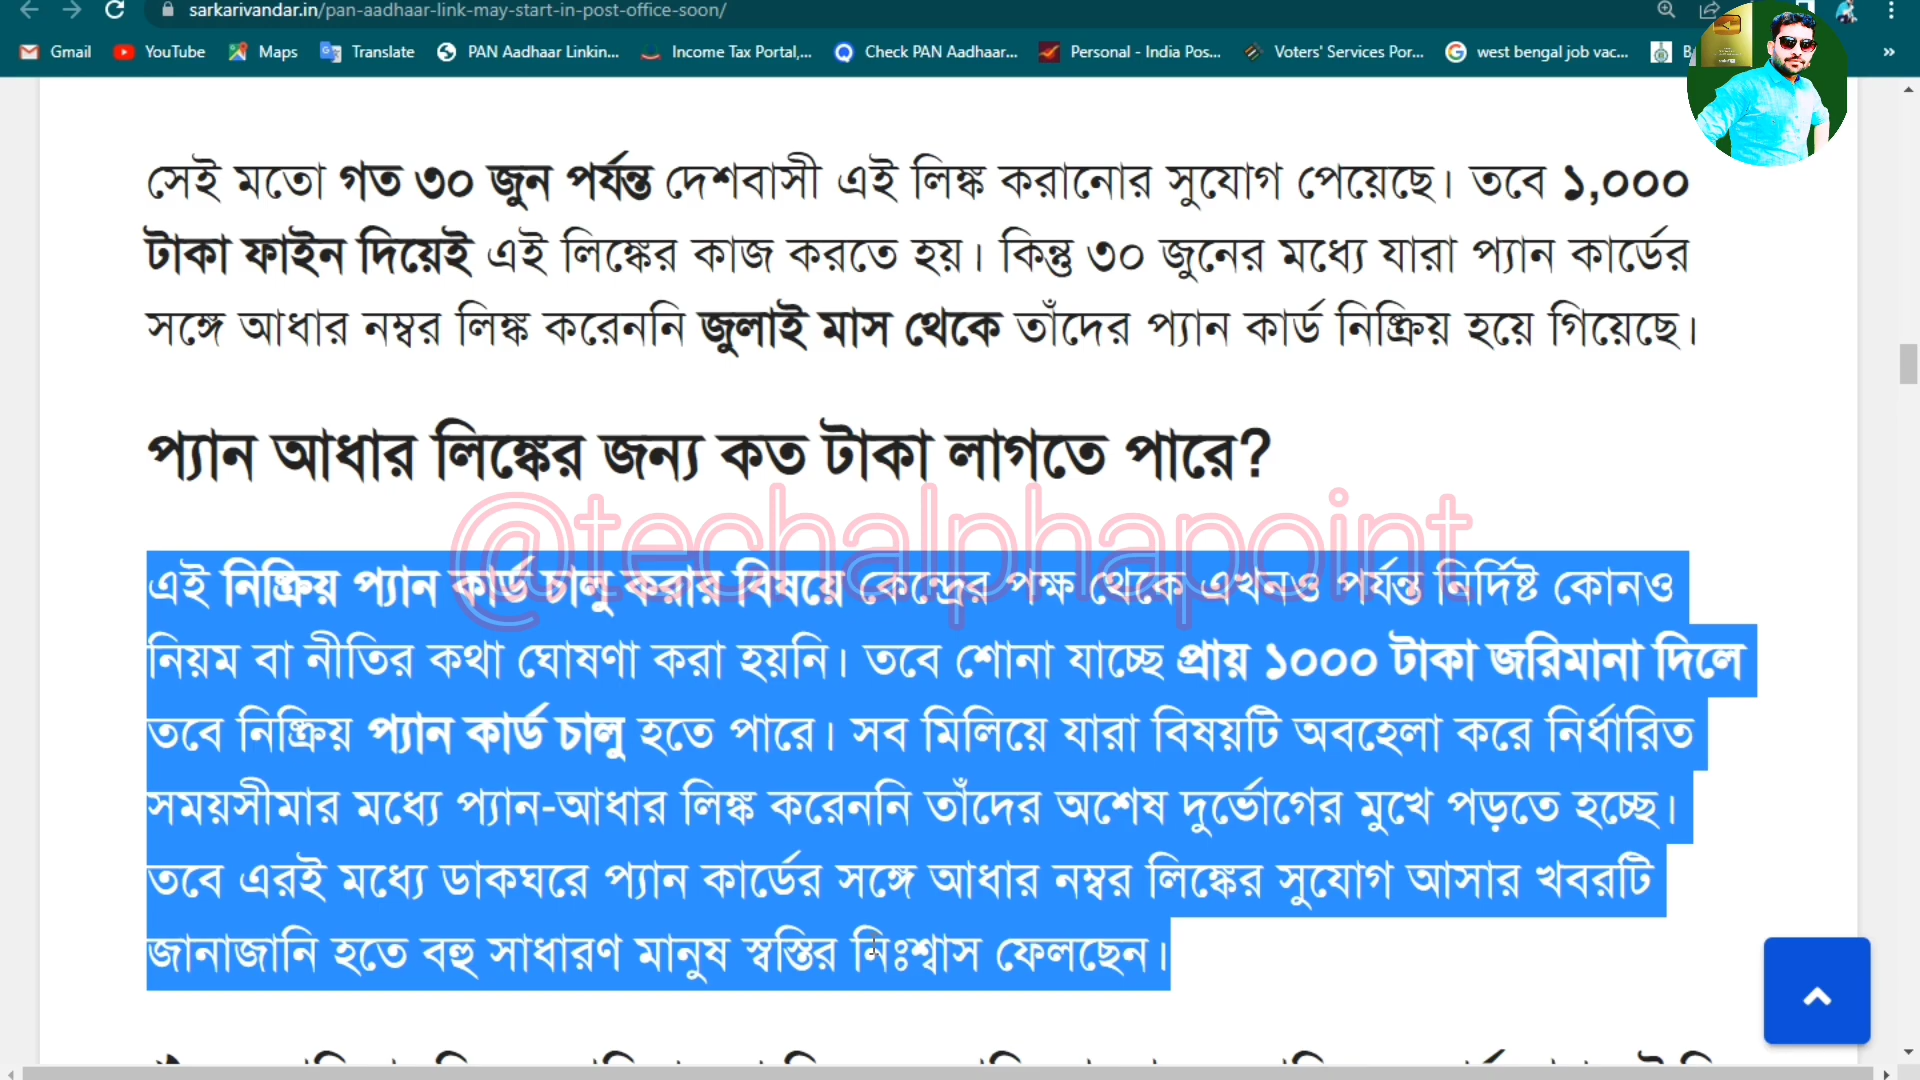 sarkarivandar.in/pan-aadhaar-link-may-start-in-post-office-soon/
Gmail YouTube Maps Translate PAN Aadhaar Linkin... Income Tax Portal,... Check PAN Aadhaar... Personal - India Pos... Voters' Services Por... west bengal job vac... »
সেই মতো গত ৩০ জুন পর্যন্ত দেশবাসী এই লিঙ্ক করানোর সুযোগ পেয়েছে। তবে ১,০০০
টাকা ফাইন দিয়েই এই লিঙ্কের কাজ করতে হয়। কিন্তু ৩০ জুনের মধ্যে যারা প্যান কার্ডের
সঙ্গে আধার নম্বর লিঙ্ক করেননি জুলাই মাস থেকে তাঁদের প্যান কার্ড নিষ্ক্রিয় হয়ে গিয়েছে।
প্যান আধার লিঙ্কের জন্য কত টাকা লাগতে পারে?
@techalphapoint
এই নিষ্ক্রিয় প্যান কার্ড চালু করার বিষয়ে কেন্দ্রের পক্ষ থেকে এখনও পর্যন্ত নির্দিষ্ট কোনও
নিয়ম বা নীতির কথা ঘোষণা করা হয়নি। তবে শোনা যাচ্ছে প্রায় ১০০০ টাকা জরিমানা দিলে
তবে নিষ্ক্রিয় প্যান কার্ড চালু হতে পারে। সব মিলিয়ে যারা বিষয়টি অবহেলা করে নির্ধারিত
সময়সীমার মধ্যে প্যান-আধার লিঙ্ক করেননি তাঁদের অশেষ দুর্ভোগের মুখে পড়তে হচ্ছে।
তবে এরই মধ্যে ডাকঘরে প্যান কার্ডের সঙ্গে আধার নম্বর লিঙ্কের সুযোগ আসার খবরটি
জানাজানি হতে বহু সাধারণ মানুষ স্বস্তির নিঃশ্বাস ফেলছেন।